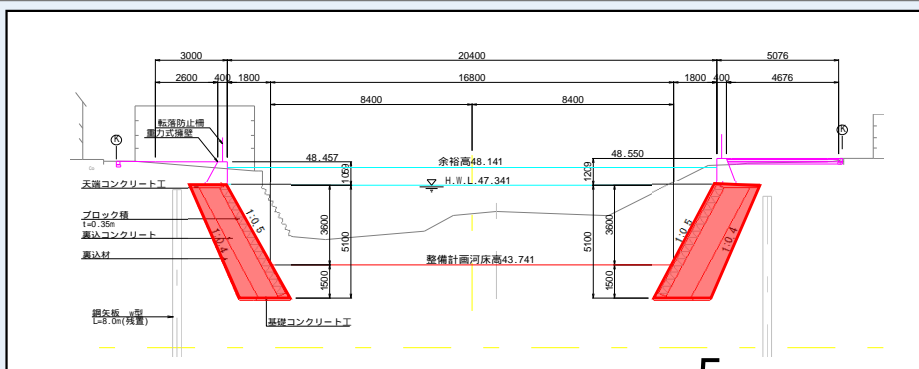 3000
20400
5076
2600
400
1800
16800
1800
400
4676
8400
8400
転落防止柵
重力式擁壁
48.457
余裕高48.141
48.550
1059
1209
天端コンクリート工
H.W.L.47.341
ブロック積
t=0.35m
裏込コンクリート
裏込材
1:0.5
1:0.4
3600
5100
1500
整備計画河床高43.741
5100
3600
1500
1:0.5
1:0.4
鋼矢板 w型
L=8.0m(残置)
基礎コンクリート工